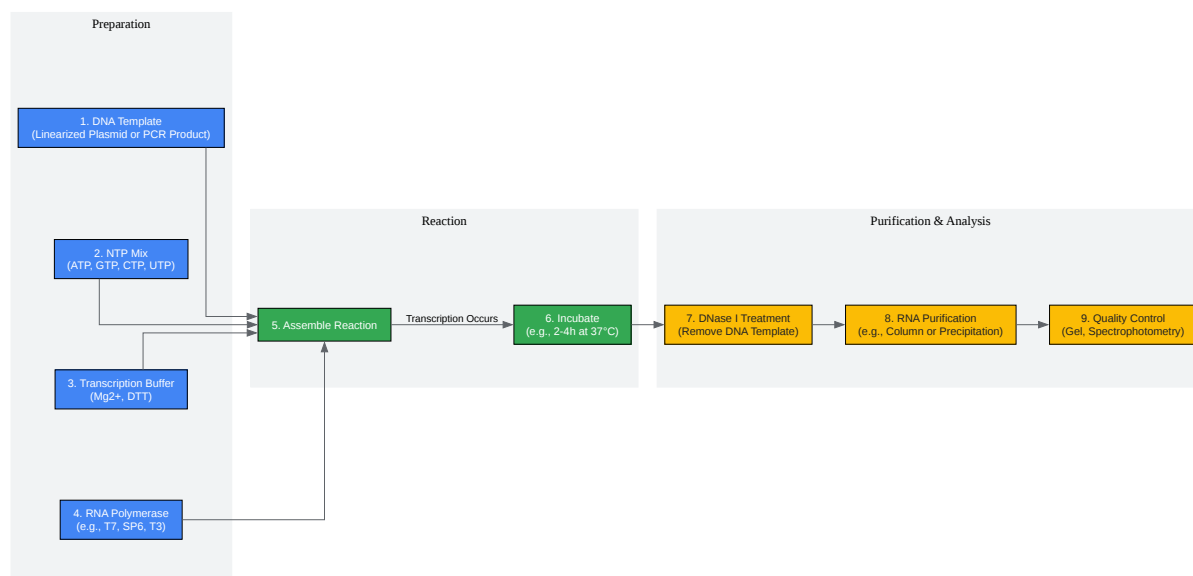 Preparation
1. DNA Template
(Linearized Plasmid or PCR Product)
2. NTP Mix
(ATP, GTP, CTP, UTP)
3. Transcription Buffer
(Mg2+, DTT)
4. RNA Polymerase
(e.g., T7, SP6, T3)
Reaction
5. Assemble Reaction
Transcription Occurs
6. Incubate
(e.g., 2-4h at 37°C)
Purification & Analysis
7. DNase I Treatment
(Remove DNA Template)
8. RNA Purification
(e.g., Column or Precipitation)
9. Quality Control
(Gel, Spectrophotometry)